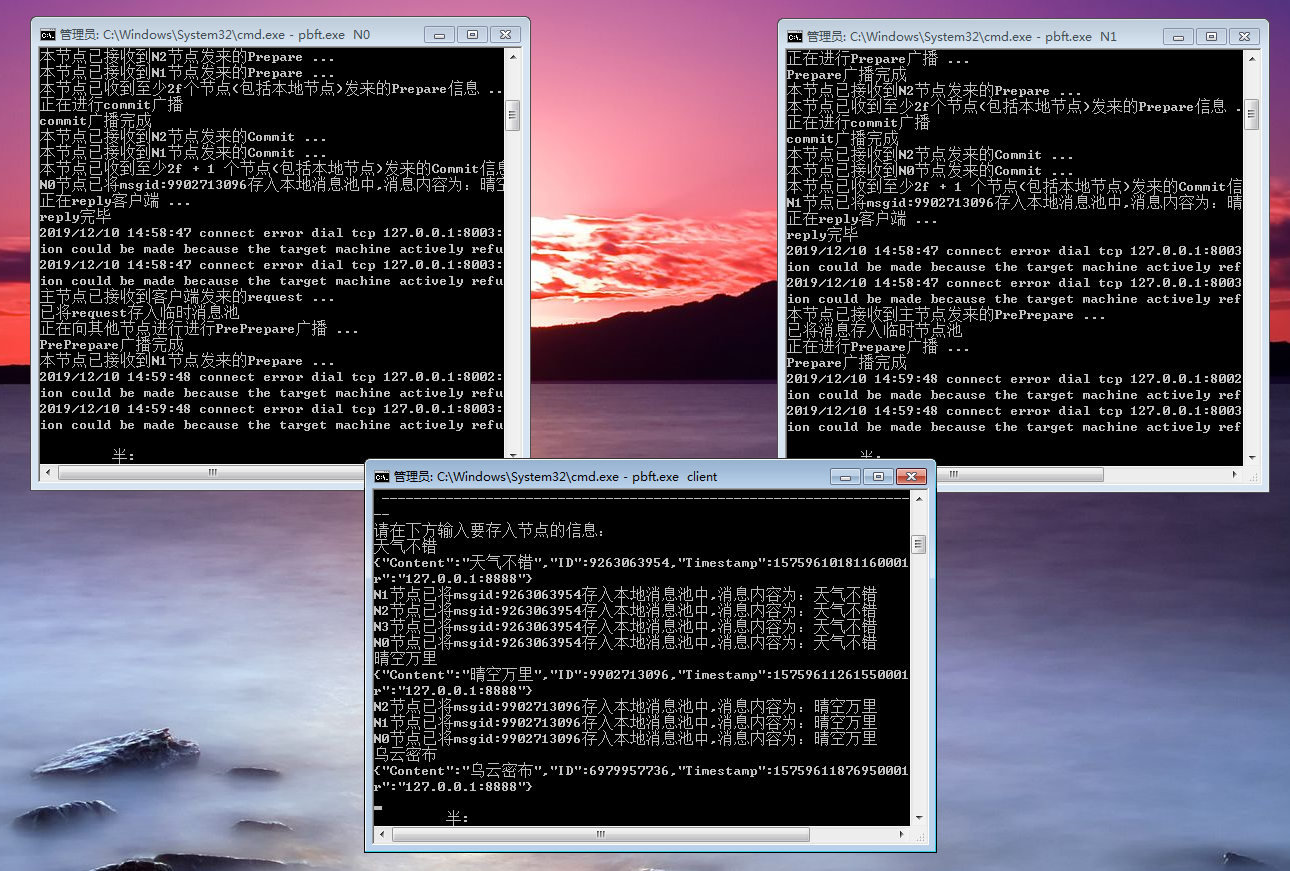 管理员: C:\Windows\System32\cmd.exe - pbft.exe N0
本节点已接收到N2节点发来的Prepare ...
本节点已接收到N1节点发来的Prepare ...
本节点已收到至少2f个节点(包括本地节点)发来的Prepare信息 ..
正在进行commit广播
commit广播完成
本节点已接收到N2节点发来的Commit ...
本节点已接收到N1节点发来的Commit ...
本节点已收到至少2f + 1 个节点(包括本地节点)发来的Commit信息
N0节点已将msgid:9902713096存入本地消息池中,消息内容为：晴空
正在reply客户端 ...
reply完毕
2019/12/10 14:58:47 connect error dial tcp 127.0.0.1:8003:
ion could be made because the target machine actively refu
2019/12/10 14:58:47 connect error dial tcp 127.0.0.1:8003:
ion could be made because the target machine actively refu
主节点已接收到客户端发来的request ...
已将request存入临时消息池
正在向其他节点进行进行PrePrepare广播 ...
PrePrepare广播完成
本节点已接收到N1节点发来的Prepare ...
2019/12/10 14:59:48 connect error dial tcp 127.0.0.1:8002:
ion could be made because the target machine actively refu
2019/12/10 14:59:48 connect error dial tcp 127.0.0.1:8003:
ion could be made because the target machine actively refu
半：
管理员: C:\Windows\System32\cmd.exe - pbft.exe N1
正在进行Prepare广播 ...
Prepare广播完成
本节点已接收到N2节点发来的Prepare ...
本节点已收到至少2f个节点(包括本地节点)发来的Prepare信息 .
正在进行commit广播
commit广播完成
本节点已接收到N2节点发来的Commit ...
本节点已接收到N0节点发来的Commit ...
本节点已收到至少2f + 1 个节点(包括本地节点)发来的Commit信
N1节点已将msgid:9902713096存入本地消息池中,消息内容为：晴
正在reply客户端 ...
reply完毕
2019/12/10 14:58:47 connect error dial tcp 127.0.0.1:8003
ion could be made because the target machine actively ref
2019/12/10 14:58:47 connect error dial tcp 127.0.0.1:8003
ion could be made because the target machine actively ref
本节点已接收到主节点发来的PrePrepare ...
已将消息存入临时节点池
正在进行Prepare广播 ...
Prepare广播完成
2019/12/10 14:59:48 connect error dial tcp 127.0.0.1:8002
ion could be made because the target machine actively ref
2019/12/10 14:59:48 connect error dial tcp 127.0.0.1:8003
ion could be made because the target machine actively ref
半：
管理员: C:\Windows\System32\cmd.exe - pbft.exe client
请在下方输入要存入节点的信息：
天气不错
{"Content":"天气不错","ID":9263063954,"Timestamp":15759610181160001
r":"127.0.0.1:8888"}
N1节点已将msgid:9263063954存入本地消息池中,消息内容为：天气不错
N2节点已将msgid:9263063954存入本地消息池中,消息内容为：天气不错
N3节点已将msgid:9263063954存入本地消息池中,消息内容为：天气不错
N0节点已将msgid:9263063954存入本地消息池中,消息内容为：天气不错
晴空万里
{"Content":"晴空万里","ID":9902713096,"Timestamp":15759611261550001
r":"127.0.0.1:8888"}
N2节点已将msgid:9902713096存入本地消息池中,消息内容为：晴空万里
N1节点已将msgid:9902713096存入本地消息池中,消息内容为：晴空万里
N0节点已将msgid:9902713096存入本地消息池中,消息内容为：晴空万里
乌云密布
{"Content":"乌云密布","ID":6979957736,"Timestamp":15759611876950001
r":"127.0.0.1:8888"}
半：